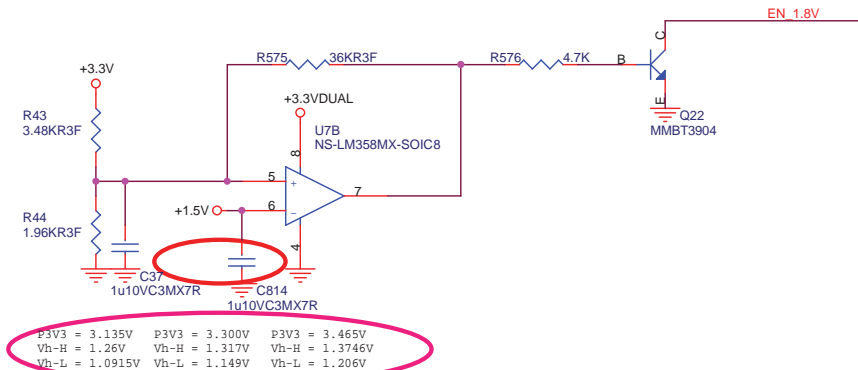 EN_1.8V
R575 36KR3F
R576 4.7K
B
C
E
Q22
MMBT3904
+3.3V
R43
3.48KR3F
+3.3VDUAL
U7B
NS-LM358MX-SOIC8
8
5
+
7
+1.5V
6
−
4
R44
1.96KR3F
C37
1u10VC3MX7R
C814
1u10VC3MX7R
P3V3 = 3.135V P3V3 = 3.300V P3V3 = 3.465V
Vh-H = 1.26V Vh-H = 1.317V Vh-H = 1.3746V
Vh-L = 1.0915V Vh-L = 1.149V Vh-L = 1.206V